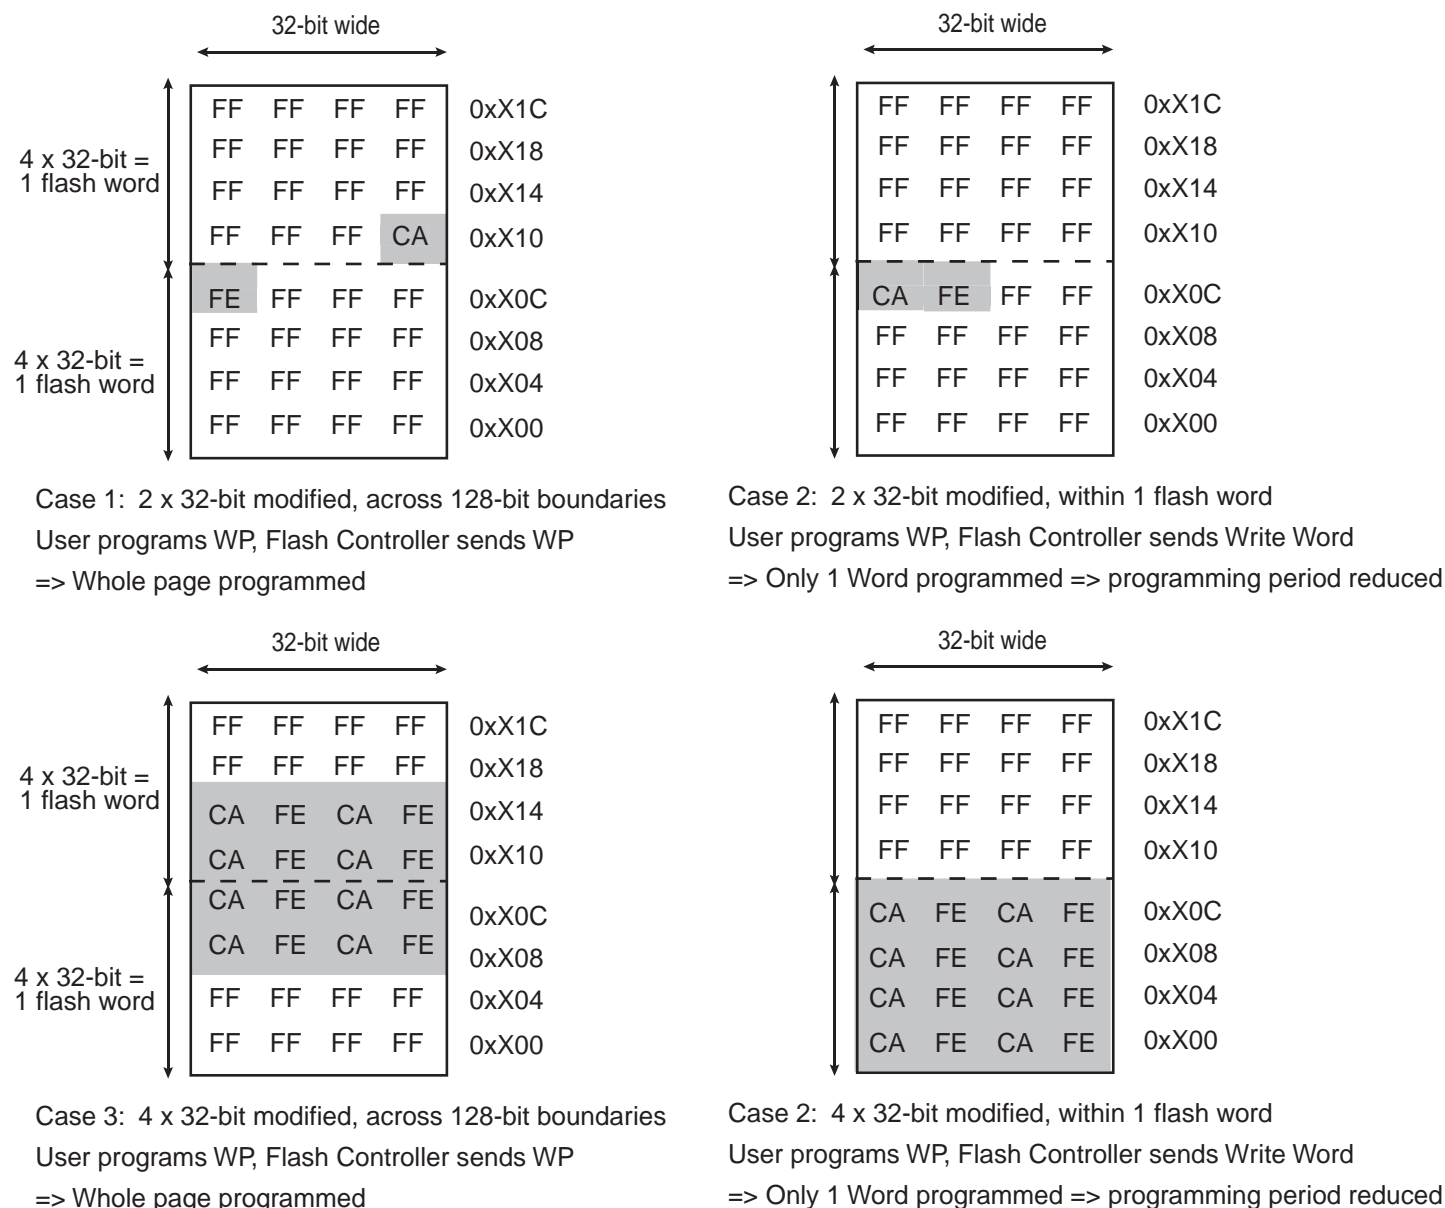 32-bit wide
4 x 32-bit =
1 flash word
FF FF FF FF 0xX1C
FF FF FF FF 0xX18
FF FF FF FF 0xX14
FF FF FF CA 0xX10
4 x 32-bit =
1 flash word
FE FF FF FF 0xX0C
FF FF FF FF 0xX08
FF FF FF FF 0xX04
FF FF FF FF 0xX00
Case 1: 2 x 32-bit modified, across 128-bit boundaries
User programs WP, Flash Controller sends WP
=> Whole page programmed
32-bit wide
FF FF FF FF 0xX1C
FF FF FF FF 0xX18
FF FF FF FF 0xX14
FF FF FF FF 0xX10
CA FE FF FF 0xX0C
FF FF FF FF 0xX08
FF FF FF FF 0xX04
FF FF FF FF 0xX00
Case 2: 2 x 32-bit modified, within 1 flash word
User programs WP, Flash Controller sends Write Word
=> Only 1 Word programmed => programming period reduced
32-bit wide
4 x 32-bit =
1 flash word
FF FF FF FF 0xX1C
FF FF FF FF 0xX18
CA FE CA FE 0xX14
CA FE CA FE 0xX10
4 x 32-bit =
1 flash word
CA FE CA FE 0xX0C
CA FE CA FE 0xX08
FF FF FF FF 0xX04
FF FF FF FF 0xX00
Case 3: 4 x 32-bit modified, across 128-bit boundaries
User programs WP, Flash Controller sends WP
=> Whole page programmed
32-bit wide
FF FF FF FF 0xX1C
FF FF FF FF 0xX18
FF FF FF FF 0xX14
FF FF FF FF 0xX10
CA FE CA FE 0xX0C
CA FE CA FE 0xX08
CA FE CA FE 0xX04
CA FE CA FE 0xX00
Case 2: 4 x 32-bit modified, within 1 flash word
User programs WP, Flash Controller sends Write Word
=> Only 1 Word programmed => programming period reduced